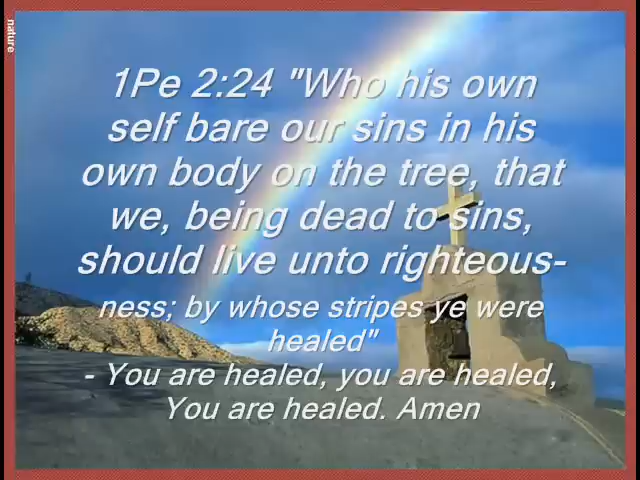 nature
1Pe 2:24 "Who his own
self bare our sins in his
own body on the tree, that
we, being dead to sins,
should live unto righteous-
ness; by whose stripes ye were
healed"
- You are healed, you are healed,
You are healed. Amen